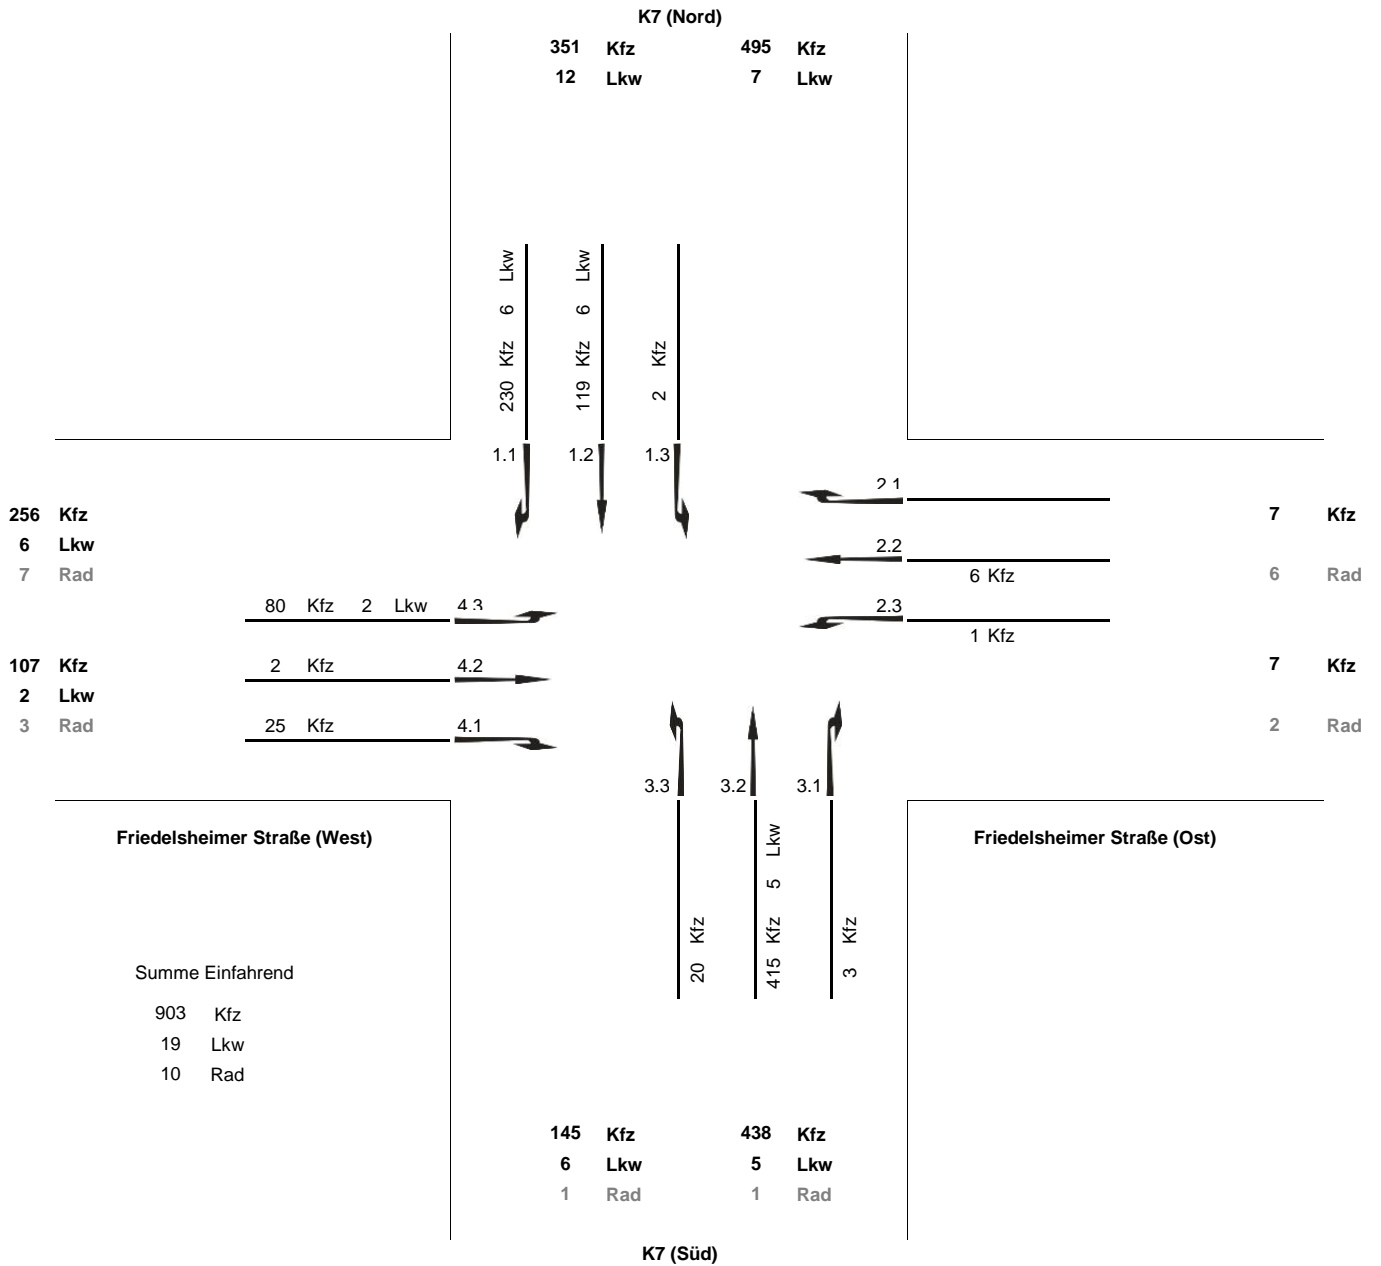 K7 (Nord)
351 Kfz 495 Kfz
12 Lkw 7 Lkw
230 Kfz 6 Lkw
119 Kfz 6 Lkw
2 Kfz
1.1 1.2 1.3
2.1
256 Kfz
6 Lkw
7 Rad
7 Kfz
2.2
6 Kfz
6 Rad
80 Kfz 2 Lkw 4.3
2.3
1 Kfz
107 Kfz
2 Lkw
3 Rad
2 Kfz 4.2
25 Kfz 4.1
7 Kfz
2 Rad
3.3 3.2 3.1
20 Kfz
415 Kfz 5 Lkw
3 Kfz
Friedelsheimer Straße (West)
Friedelsheimer Straße (Ost)
Summe Einfahrend
903 Kfz
19 Lkw
10 Rad
145 Kfz 438 Kfz
6 Lkw 5 Lkw
1 Rad 1 Rad
K7 (Süd)